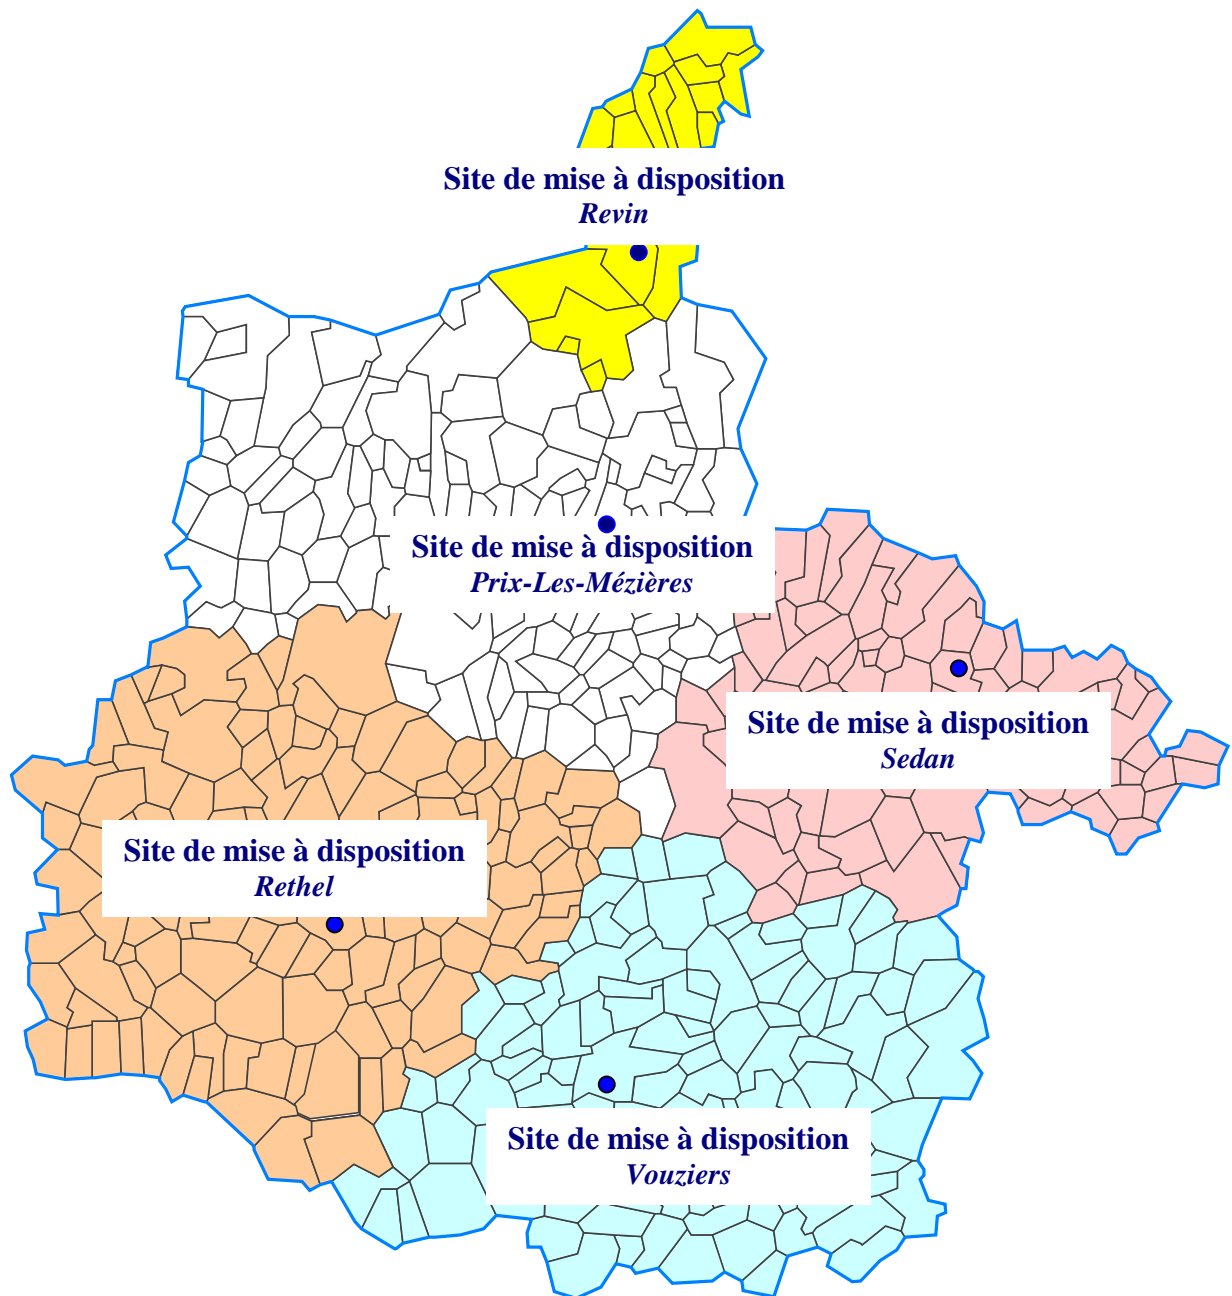 Site de mise à disposition
Revin
Site de mise à disposition
Prix-Les-Mézières
Site de mise à disposition
Sedan
Site de mise à disposition
Rethel
Site de mise à disposition
Vouziers